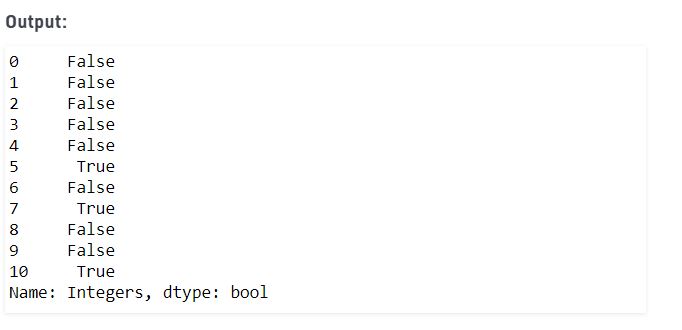 Output:
0     False
1     False
2     False
3     False
4     False
5      True
6     False
7      True
8     False
9     False
10     True
Name: Integers, dtype: bool